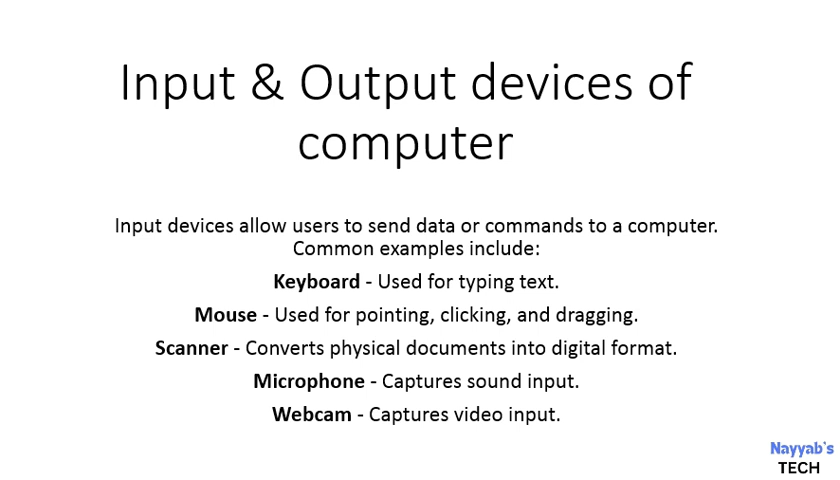 Input & Output devices of
computer
Input devices allow users to send data or commands to a computer.
Common examples include:
Keyboard - Used for typing text.
Mouse - Used for pointing, clicking, and dragging.
Scanner - Converts physical documents into digital format.
Microphone - Captures sound input.
Webcam - Captures video input.
Nayyab's
TECH